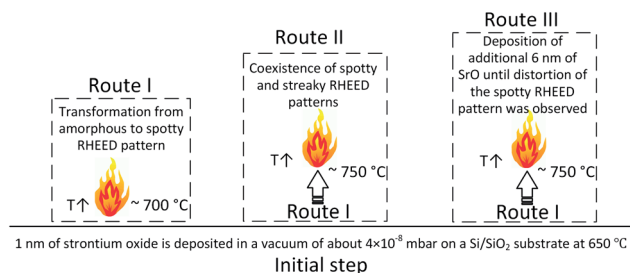 Route I
Transformation from
amorphous to spotty
RHEED pattern
T↑
~ 700 °C
Route II
Coexistence of spotty
and streaky RHEED
patterns
T↑
~ 750 °C
Route I
Route III
Deposition of
additional 6 nm of
SrO until distortion of
the spotty RHEED
pattern was observed
T↑
~ 750 °C
Route I
1 nm of strontium oxide is deposited in a vacuum of about 4×10⁻⁸ mbar on a Si/SiO₂ substrate at 650 °C
Initial step